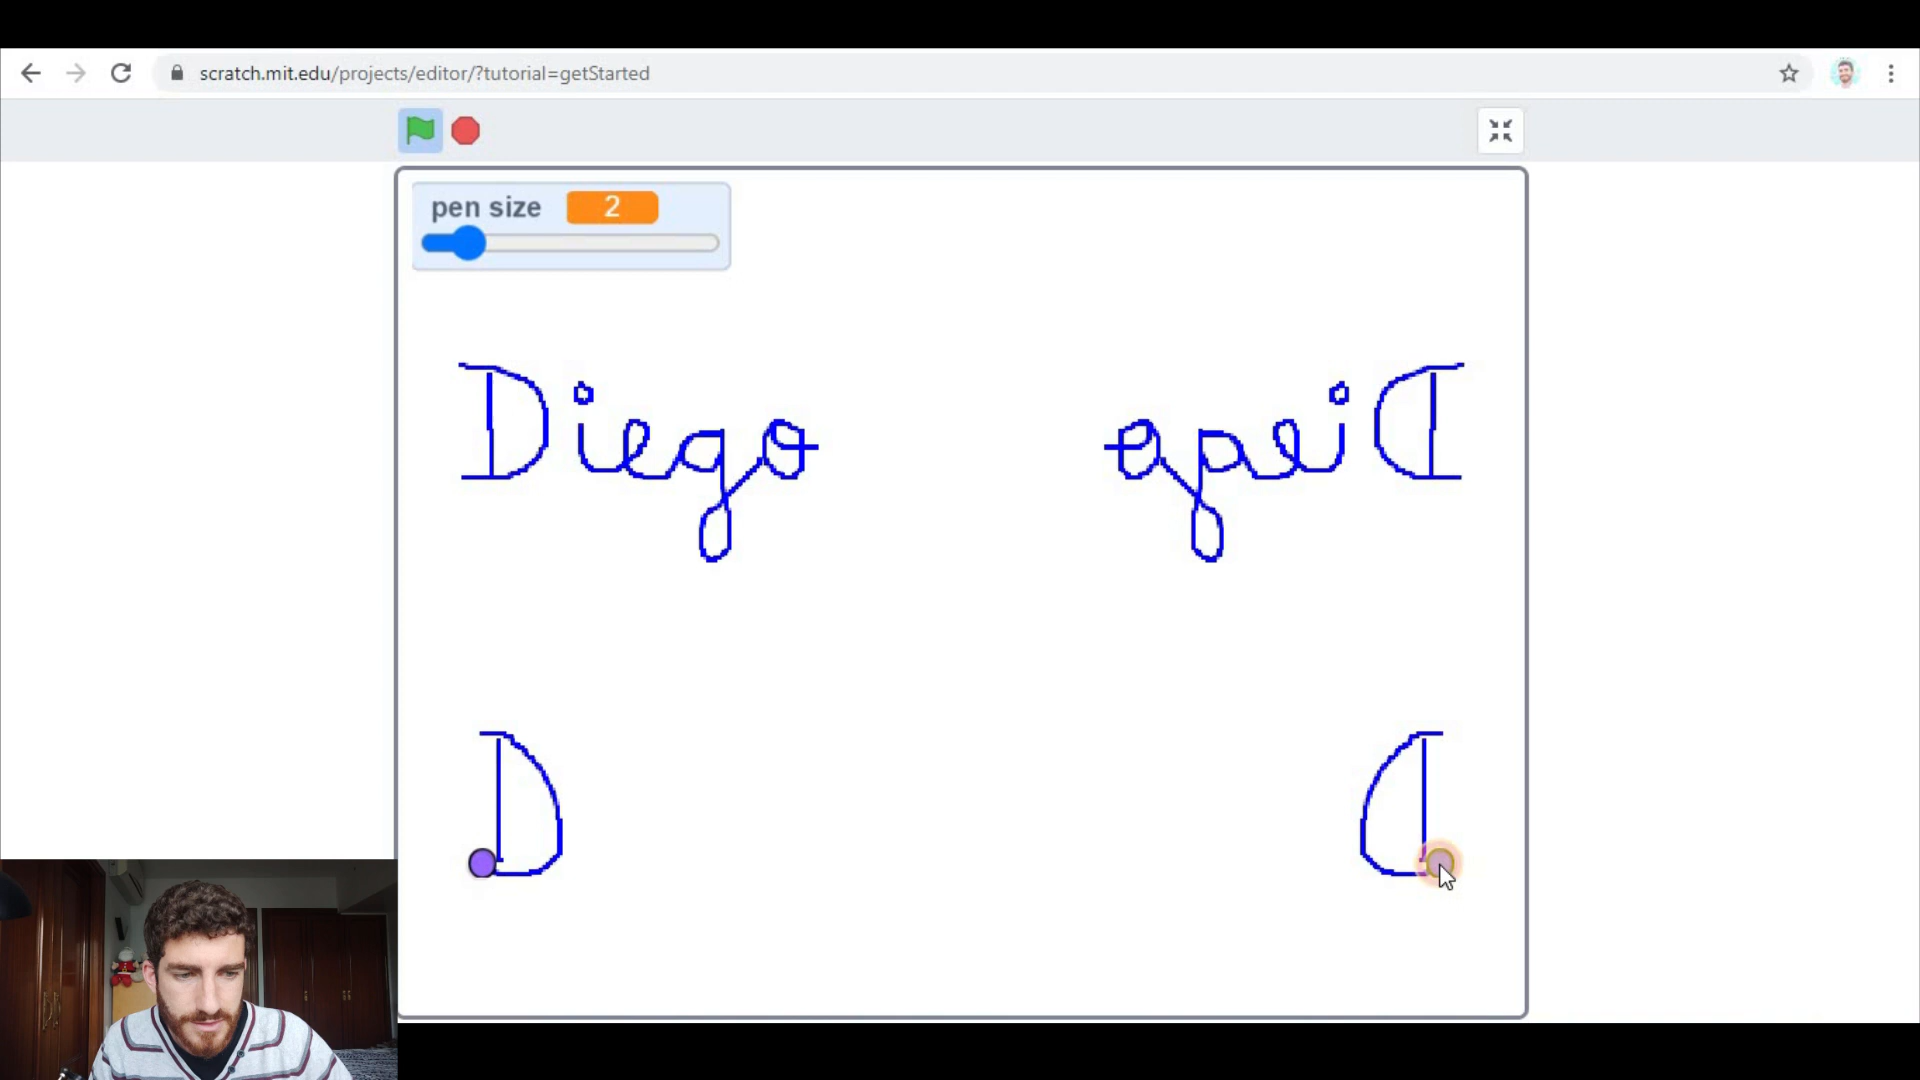 scratch.mit.edu/projects/editor/?tutorial=getStarted
pen size 2
Diego
D